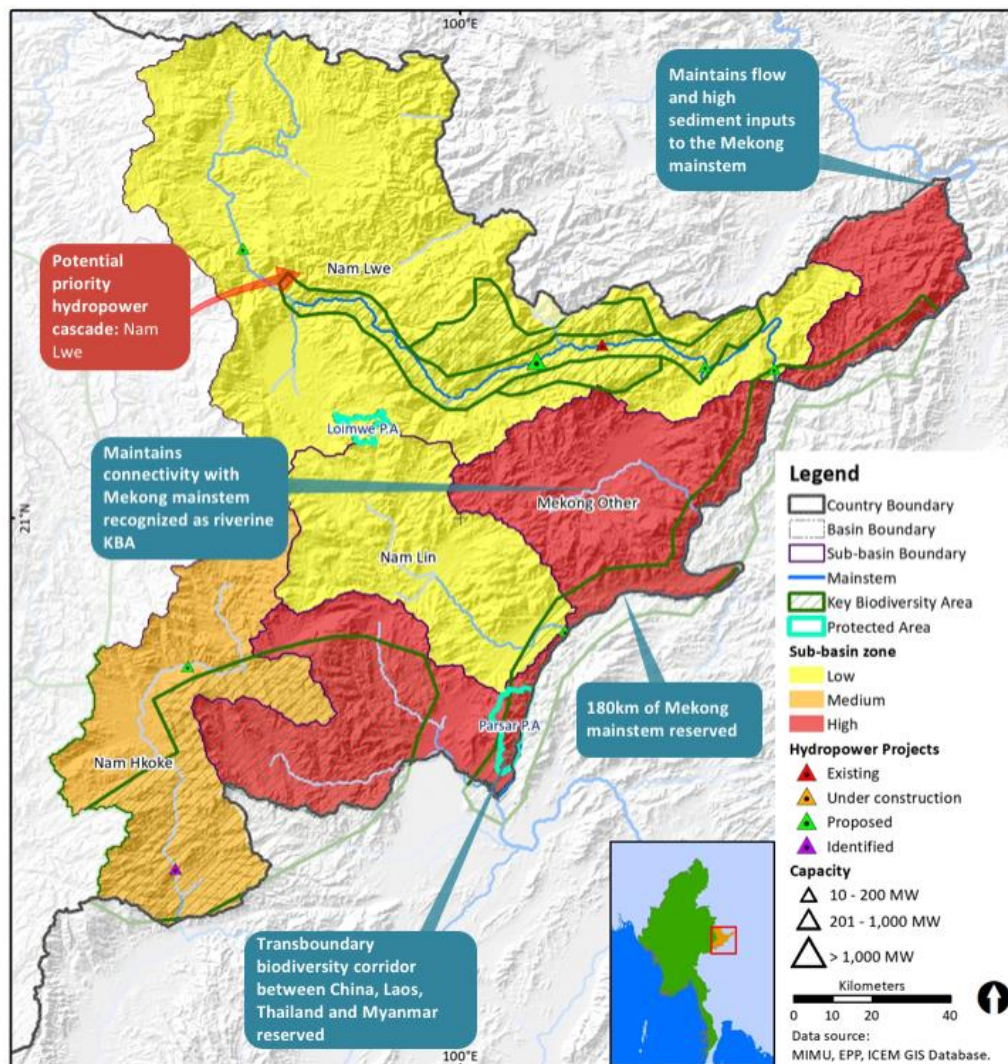 100°E
Maintains flow
and high
sediment inputs
to the Mekong
mainstem
Potential
priority
hydropower
cascade: Nam
Lwe
Nam Lwe
Loimwe P.A
Maintains
connectivity with
Mekong mainstem
recognized as riverine
KBA
21°N
Mekong Other
Nam Lin
180km of Mekong
mainstem reserved
Parsar P.A
Nam Hkoke
Transboundary
biodiversity corridor
between China, Laos,
Thailand and Myanmar
reserved
100°E
Legend
Country Boundary
Basin Boundary
Sub-basin Boundary
Mainstem
Key Biodiversity Area
Protected Area
Sub-basin zone
Low
Medium
High
Hydropower Projects
Existing
Under construction
Proposed
Identified
Capacity
10 - 200 MW
201 - 1,000 MW
> 1,000 MW
Kilometers
0 10 20 40
Data source:
MIMU, EPP, ICEM GIS Database